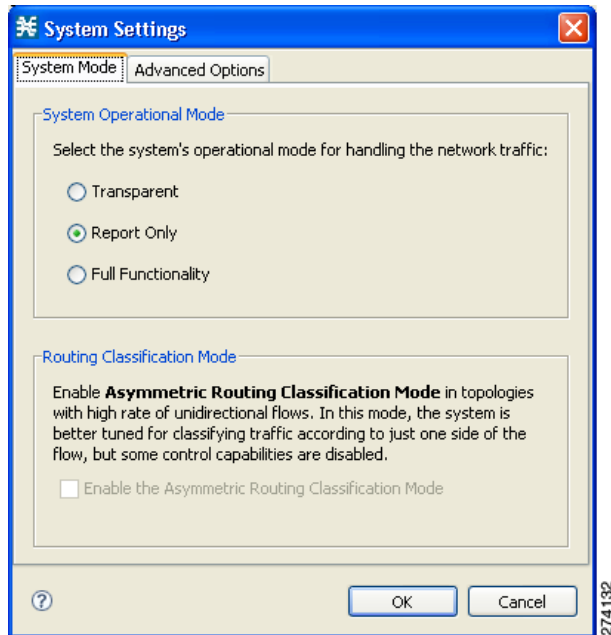 System Settings
System Mode
Advanced Options
System Operational Mode
Select the system's operational mode for handling the network traffic:
Transparent
Report Only
Full Functionality
Routing Classification Mode
Enable Asymmetric Routing Classification Mode in topologies
with high rate of unidirectional flows. In this mode, the system is
better tuned for classifying traffic according to just one side of the
flow, but some control capabilities are disabled.
Enable the Asymmetric Routing Classification Mode
?
OK
Cancel
274132